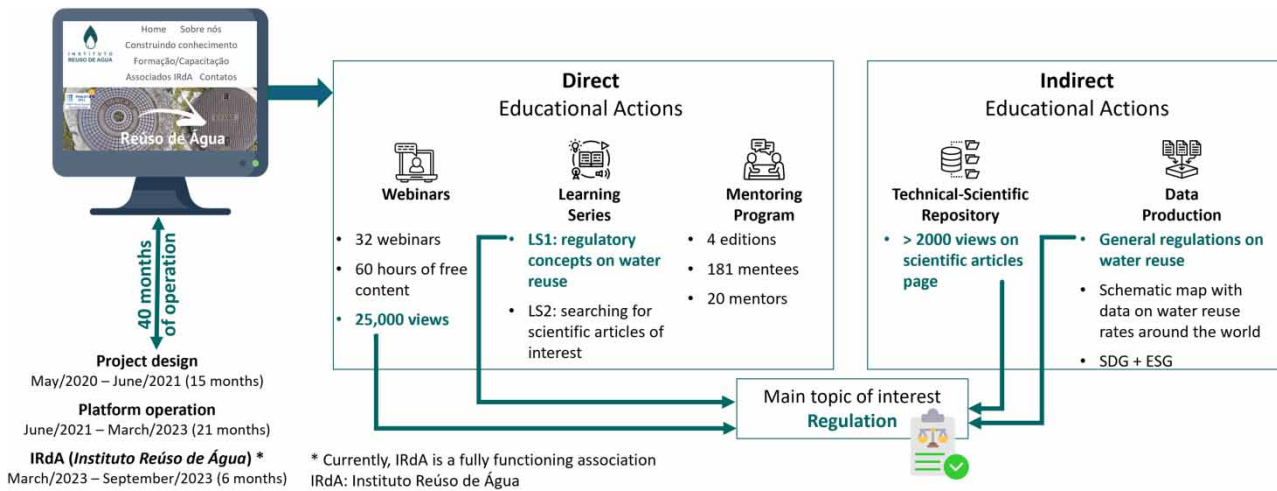 Home Sobre nós
Construindo conhecimento
Formação/Capacitação
Associados IRdA Contatos
INSTITUTO
REÚSO DE ÁGUA
Reúso de Água
40 months
of operation
Project design
May/2020 – June/2021 (15 months)
Platform operation
June/2021 – March/2023 (21 months)
IRdA (Instituto Reúso de Água) *
March/2023 – September/2023 (6 months)
Direct
Educational Actions
Webinars
• 32 webinars
• 60 hours of free
content
• 25,000 views
Learning
Series
• LS1: regulatory
concepts on water
reuse
• LS2: searching for
scientific articles of
interest
Mentoring
Program
• 4 editions
• 181 mentees
• 20 mentors
Indirect
Educational Actions
Technical-Scientific
Repository
• > 2000 views on
scientific articles
page
Data
Production
• General regulations on
water reuse
• Schematic map with
data on water reuse
rates around the world
• SDG + ESG
Main topic of interest
Regulation
* Currently, IRdA is a fully functioning association
IRdA: Instituto Reúso de Água